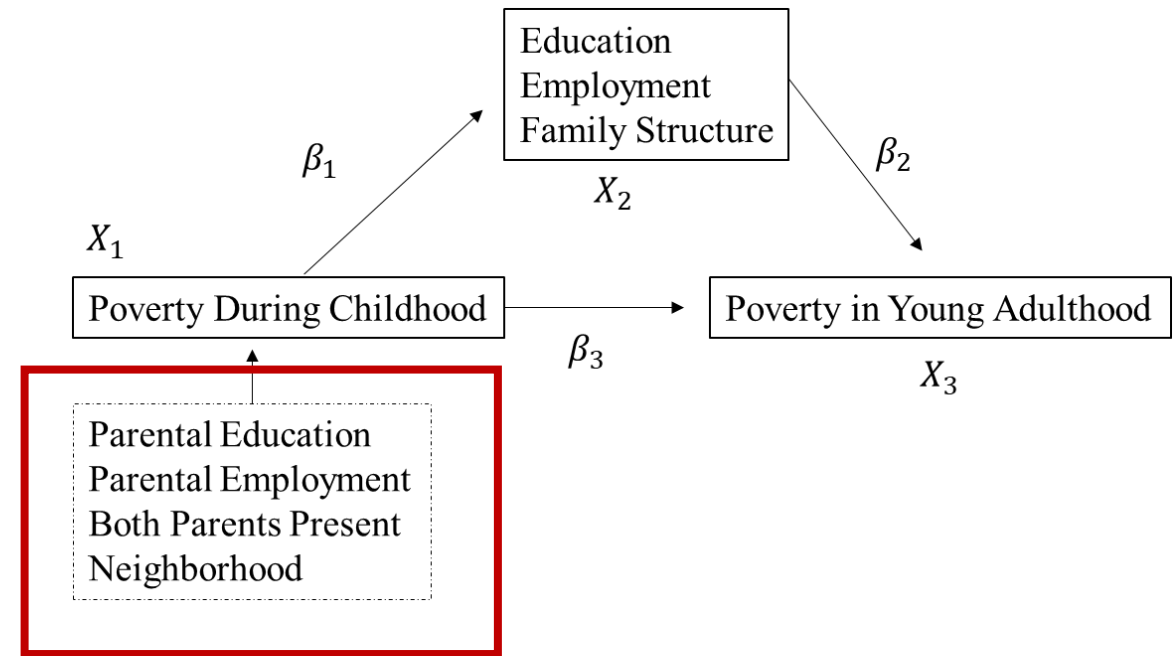 Education
Employment
Family Structure
β₁
β₂
X₂
X₁
Poverty During Childhood
Poverty in Young Adulthood
β₃
X₃
Parental Education
Parental Employment
Both Parents Present
Neighborhood